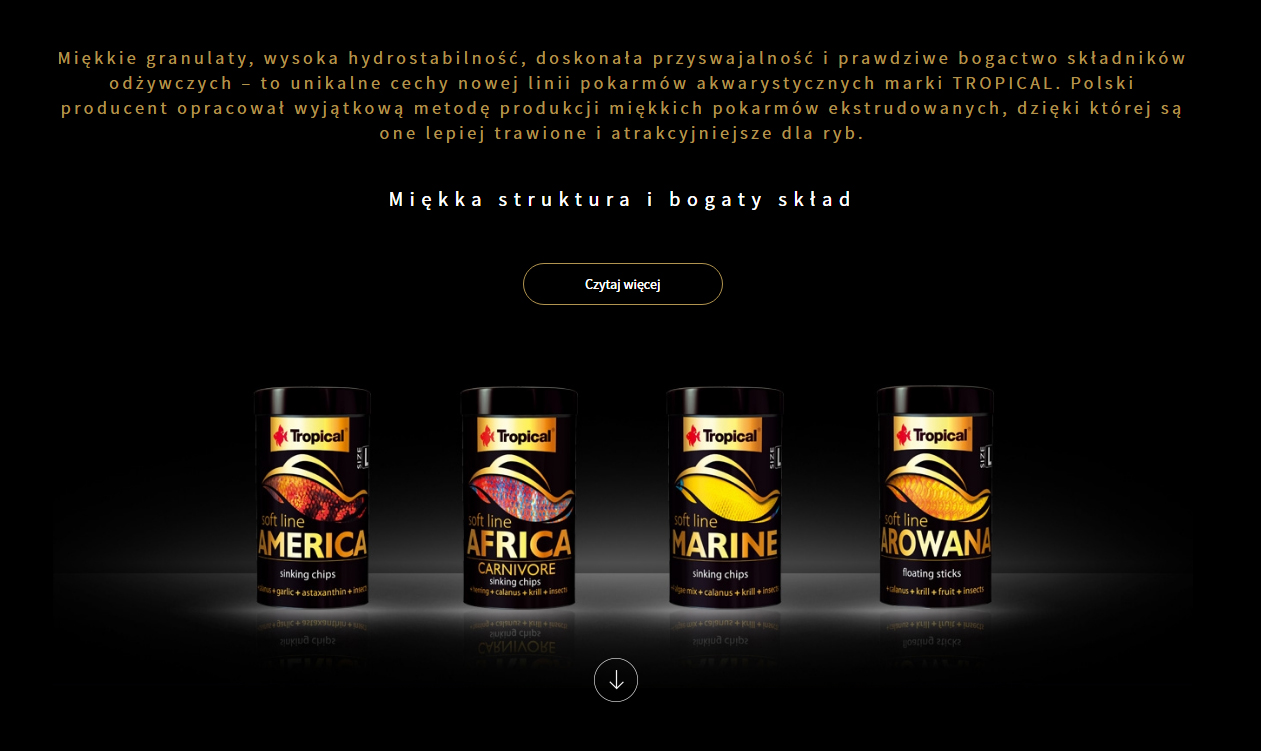 Miękkie granulaty, wysoka hydrostabilność, doskonała przyswajalność i prawdziwe bogactwo składników
odżywczych – to unikalne cechy nowej linii pokarmów akwarystycznych marki TROPICAL. Polski
producent opracował wyjątkową metodę produkcji miękkich pokarmów ekstrudowanych, dzięki której są
one lepiej trawione i atrakcyjniejsze dla ryb.
Miękka struktura i bogaty skład
Czytaj więcej
Tropical
SIZE L
soft line
AMERICA
sinking chips
+ garlic + astaxanthin + insects
Tropical
soft line
AFRICA
CARNIVORE
sinking chips
+ herring + calanus + krill + insects
Tropical
SIZE L
soft line
MARINE
sinking chips
+ calanus + krill + insects
Tropical
SIZE L
soft line
AROWANA
floating sticks
+ calanus + krill + fruit + insects